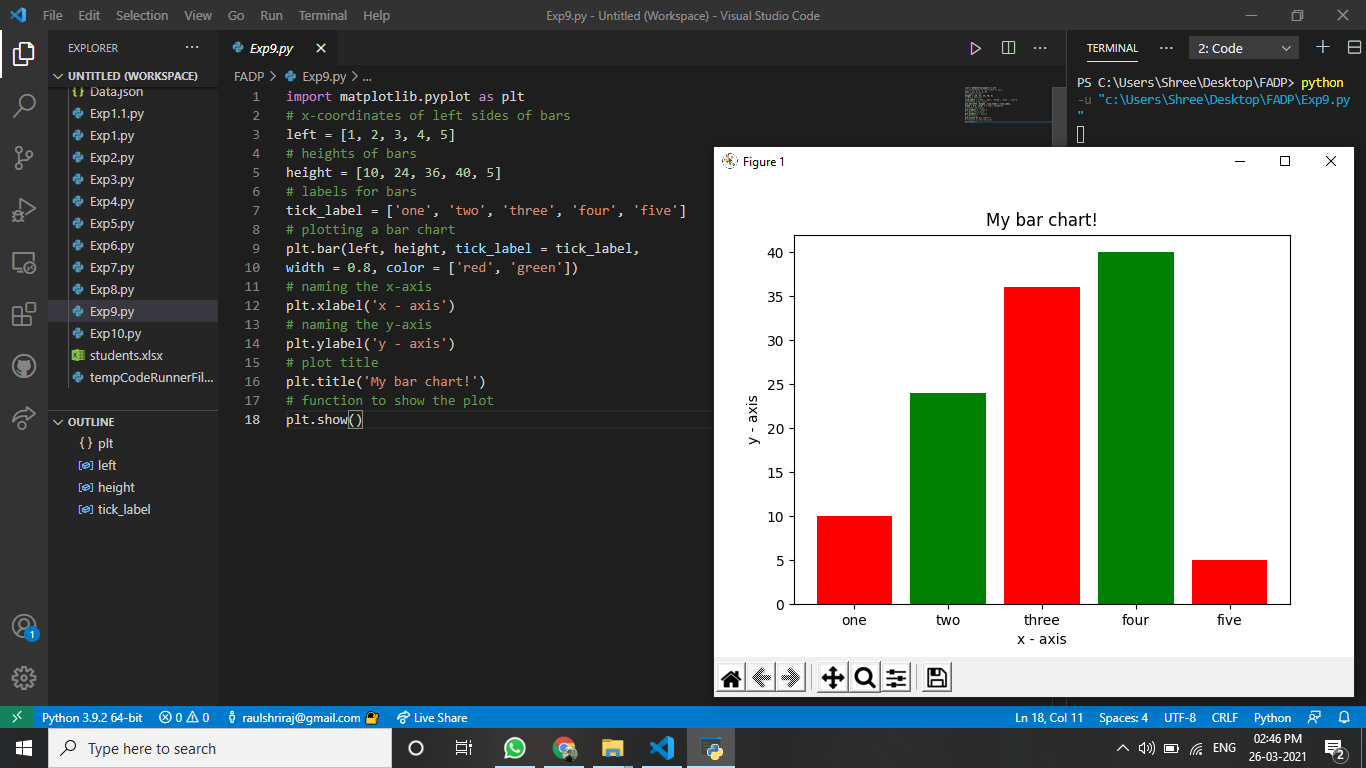 File Edit Selection View Go Run Terminal Help
Exp9.py - Untitled (Workspace) - Visual Studio Code
EXPLORER
UNTITLED (WORKSPACE)
Data.json
Exp1.1.py
Exp1.py
Exp2.py
Exp3.py
Exp4.py
Exp5.py
Exp6.py
Exp7.py
Exp8.py
Exp9.py
Exp10.py
students.xlsx
tempCodeRunnerFil...
OUTLINE
plt
left
height
tick_label
Exp9.py
FADP > Exp9.py > ...
1 import matplotlib.pyplot as plt
2 # x-coordinates of left sides of bars
3 left = [1, 2, 3, 4, 5]
4 # heights of bars
5 height = [10, 24, 36, 40, 5]
6 # labels for bars
7 tick_label = ['one', 'two', 'three', 'four', 'five']
8 # plotting a bar chart
9 plt.bar(left, height, tick_label = tick_label,
10 width = 0.8, color = ['red', 'green'])
11 # naming the x-axis
12 plt.xlabel('x - axis')
13 # naming the y-axis
14 plt.ylabel('y - axis')
15 # plot title
16 plt.title('My bar chart!')
17 # function to show the plot
18 plt.show()
TERMINAL
2: Code
PS C:\Users\Shree\Desktop\FADP> python
-u "c:\Users\Shree\Desktop\FADP\Exp9.py
"
Figure 1
My bar chart!
40
35
30
25
20
15
10
5
0
y - axis
one two three four five
x - axis
1
Python 3.9.2 64-bit
0 0
raulshriraj@gmail.com
Live Share
Ln 18, Col 11
Spaces: 4
UTF-8
CRLF
Python
Type here to search
ENG
02:46 PM
26-03-2021
2